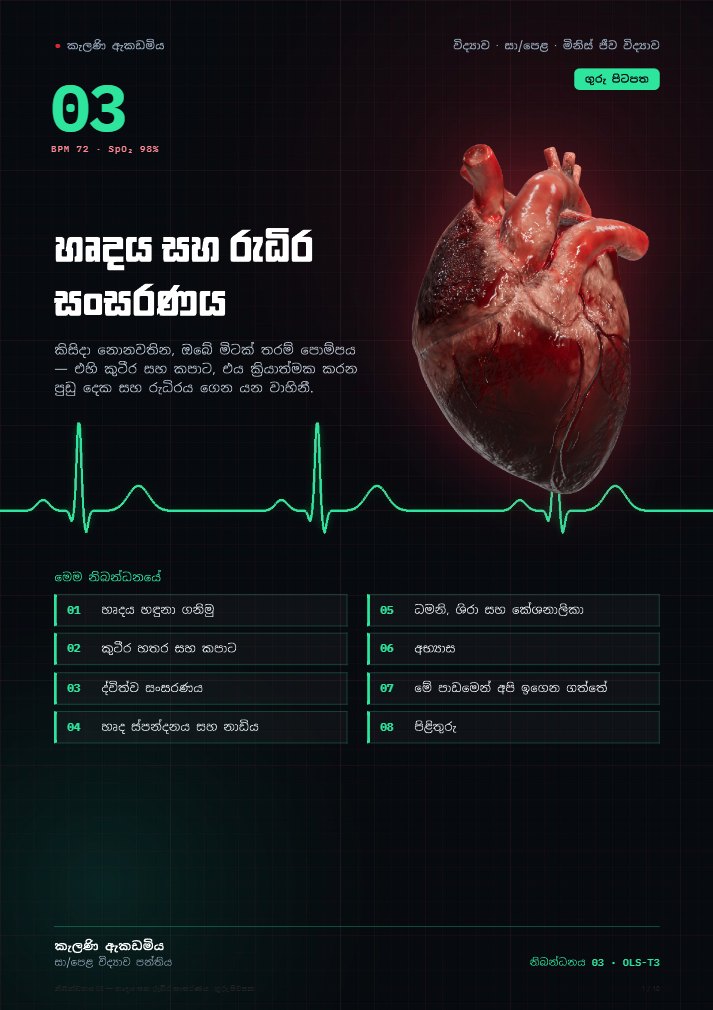 කැලණි ඇකඩමිය
විද්‍යාව · සා/පෙළ · මිනිස් ජීව විද්‍යාව
ගුරු පිටපත
03
BPM 72 · SpO₂ 98%
හෘදය සහ රුධිර
සංසරණය
කිසිදා නොනවතින, ඔබේ මිටක් තරම් පොම්පය
— එහි කුටීර සහ කපාට, එය ක්‍රියාත්මක කරන
පුඩු දෙක සහ රුධිරය ගෙන යන වාහිනී.
මෙම නිබන්ධනයේ
01 හෘදය හඳුනා ගනිමු
02 කුටීර හතර සහ කපාට
03 ද්විත්ව සංසරණය
04 හෘද ස්පන්දනය සහ නාඩිය
05 ධමනි, ශිරා සහ කේශනාලිකා
06 අභ්‍යාස
07 මේ පාඩමෙන් අපි ඉගෙන ගත්තේ
08 පිළිතුරු
කැලණි ඇකඩමිය
සා/පෙළ විද්‍යාව පන්තිය
නිබන්ධනය 03 · OLS-T3